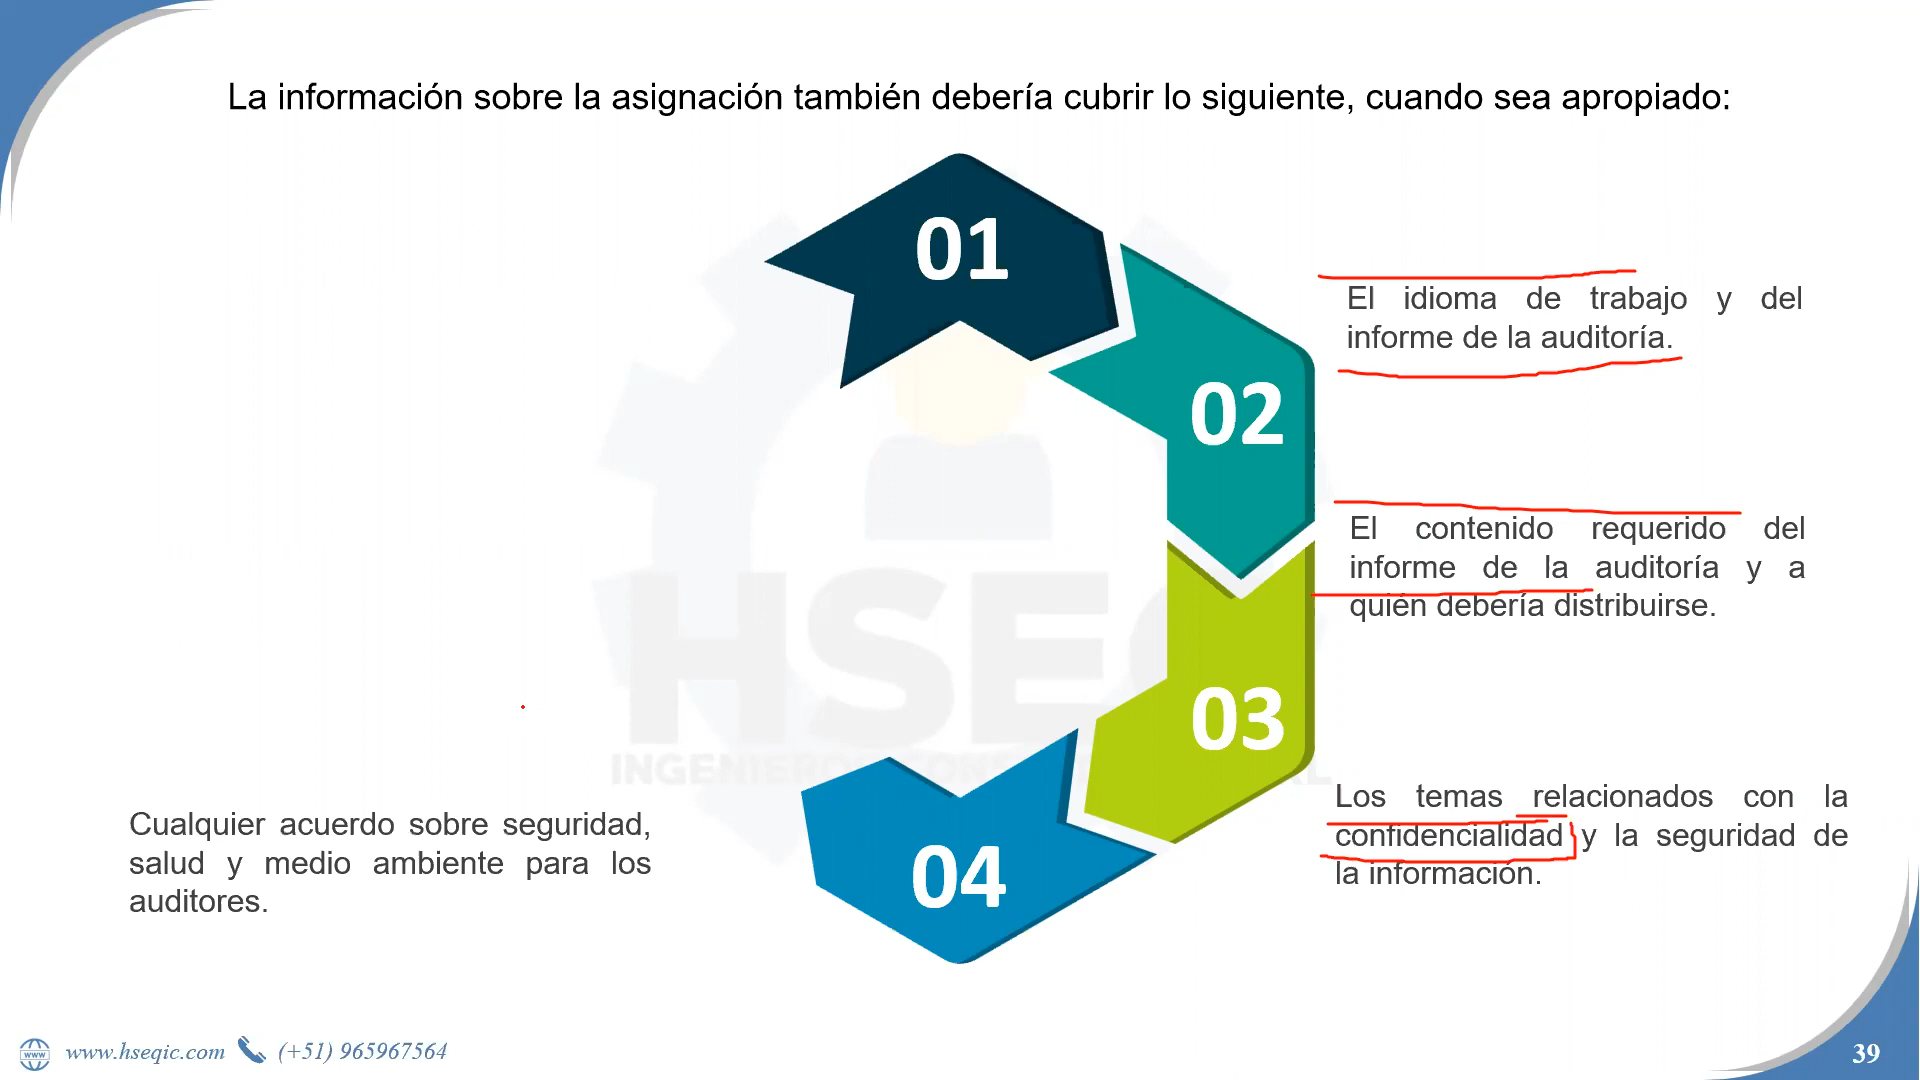 La información sobre la asignación también debería cubrir lo siguiente, cuando sea apropiado:
01
El idioma de trabajo y del
informe de la auditoría.
02
El contenido requerido del
informe de la auditoría y a
quién debería distribuirse.
03
Los temas relacionados con la
confidencialidad y la seguridad de
la información.
04
Cualquier acuerdo sobre seguridad,
salud y medio ambiente para los
auditores.
HSE
www
www.hseqic.com
(+51) 965967564
39